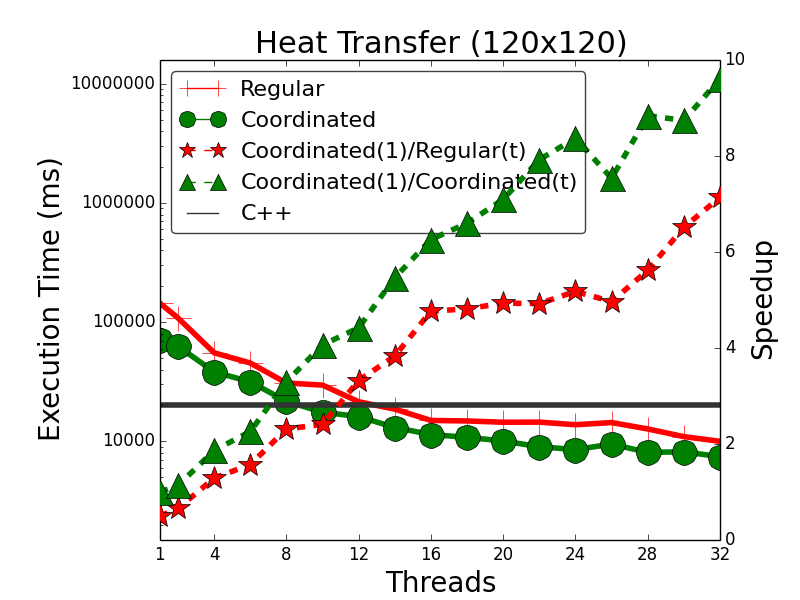 Heat Transfer (120x120)
Regular
Coordinated
Coordinated(1)/Regular(t)
Coordinated(1)/Coordinated(t)
C++
Execution Time (ms)
10000000
1000000
100000
10000
Speedup
10
8
6
4
2
0
1 4 8 12 16 20 24 28 32
Threads